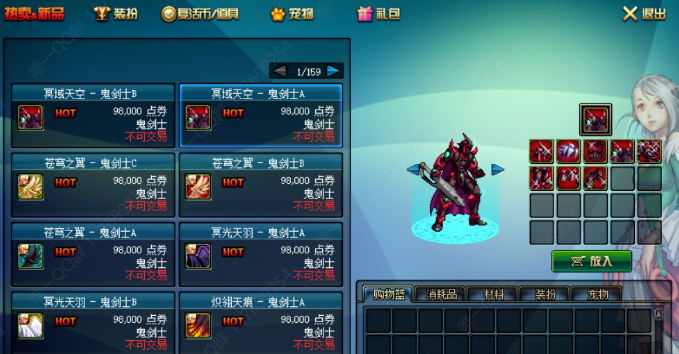 热卖&新品 装扮 复活币/道具 宠物 礼包 退出
1/159
冥域天空 - 鬼剑士B
HOT
98,000 点券
鬼剑士
不可交易
冥域天空 - 鬼剑士A
HOT
98,000 点券
鬼剑士
不可交易
苍穹之翼 - 鬼剑士C
HOT
98,000 点券
鬼剑士
不可交易
苍穹之翼 - 鬼剑士B
HOT
98,000 点券
鬼剑士
不可交易
苍穹之翼 - 鬼剑士A
HOT
98,000 点券
鬼剑士
不可交易
冥光天羽 - 鬼剑士A
HOT
98,000 点券
鬼剑士
不可交易
冥光天羽 - 鬼剑士B
HOT
98,000 点券
鬼剑士
不可交易
炽翎天痕 - 鬼剑士A
HOT
98,000 点券
鬼剑士
不可交易
放入
购物篮 消耗品 材料 装扮 宠物